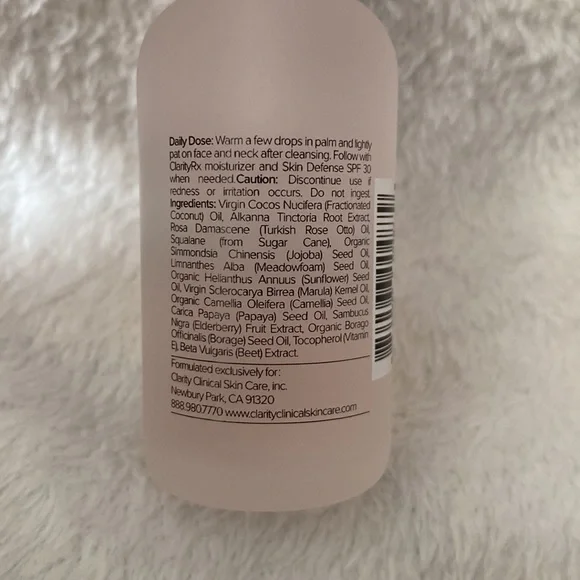 Daily Dose: Warm a few drops in palm and lightly
pat on face and neck after cleansing. Follow with
ClarityRx moisturizer and Skin Defense SPF 30
when needed. Caution: Discontinue use if
redness or irritation occurs. Do not ingest.
Ingredients: Virgin Cocos Nucifera (Fractionated
Coconut) Oil, Alkanna Tinctoria Root Extract,
Rosa Damascene (Turkish Rose Otto) Oil,
Squalane (from Sugar Cane), Organic
Simmondsia Chinensis (Jojoba) Seed Oil,
Limnanthes Alba (Meadowfoam) Seed Oil,
Organic Helianthus Annuus (Sunflower) Seed
Oil, Virgin Sclerocarya Birrea (Marula) Kernel Oil,
Organic Camellia Oleifera (Camellia) Seed Oil,
Carica Papaya (Papaya) Seed Oil, Sambucus
Nigra (Elderberry) Fruit Extract, Organic Borago
Officinalis (Borage) Seed Oil, Tocopherol (Vitamin
E), Beta Vulgaris (Beet) Extract.
Formulated exclusively for:
Clarity Clinical Skin Care, inc.
Newbury Park, CA 91320
888.9807770 www.clarityclinicalskincare.com